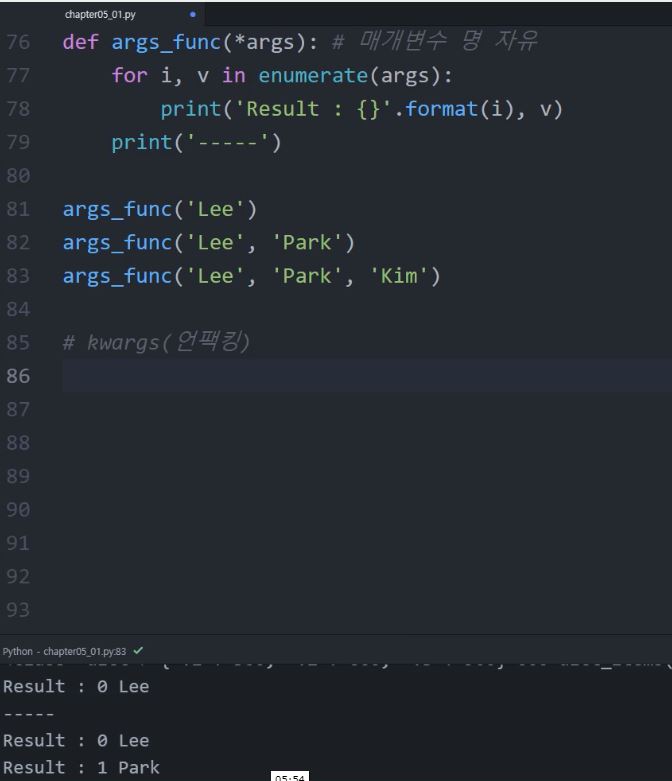 chapter05_01.py
76 def args_func(*args): # 매개변수 명 자유
77     for i, v in enumerate(args):
78         print('Result : {}'.format(i), v)
79     print('-----')
80
81 args_func('Lee')
82 args_func('Lee', 'Park')
83 args_func('Lee', 'Park', 'Kim')
84
85 # kwargs(언팩킹)
86
87
88
89
90
91
92
93
Python - chapter05_01.py:83
Result : 0 Lee
-----
Result : 0 Lee
Result : 1 Park
05:54